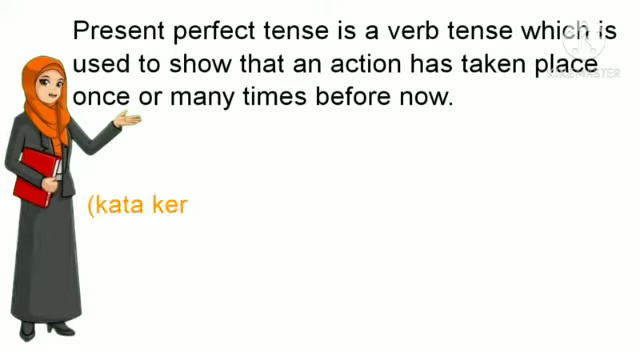 Present perfect tense is a verb tense which is
used to show that an action has taken place
once or many times before now.
(kata ker
KINEMASTER